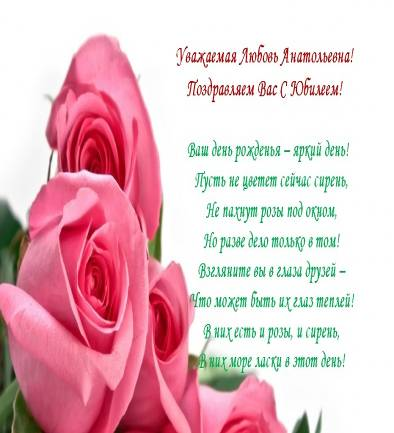 Уважаемая Любовь Анатольевна!
Поздравляем Вас С Юбилеем!
Ваш день рожденья – яркий день!
Пусть не цветет сейчас сирень,
Не пахнут розы под окном,
Но разве дело только в том!
Взгляните вы в глаза друзей –
Что может быть их глаз теплей!
В них есть и розы, и сирень,
В них море ласки в этот день!